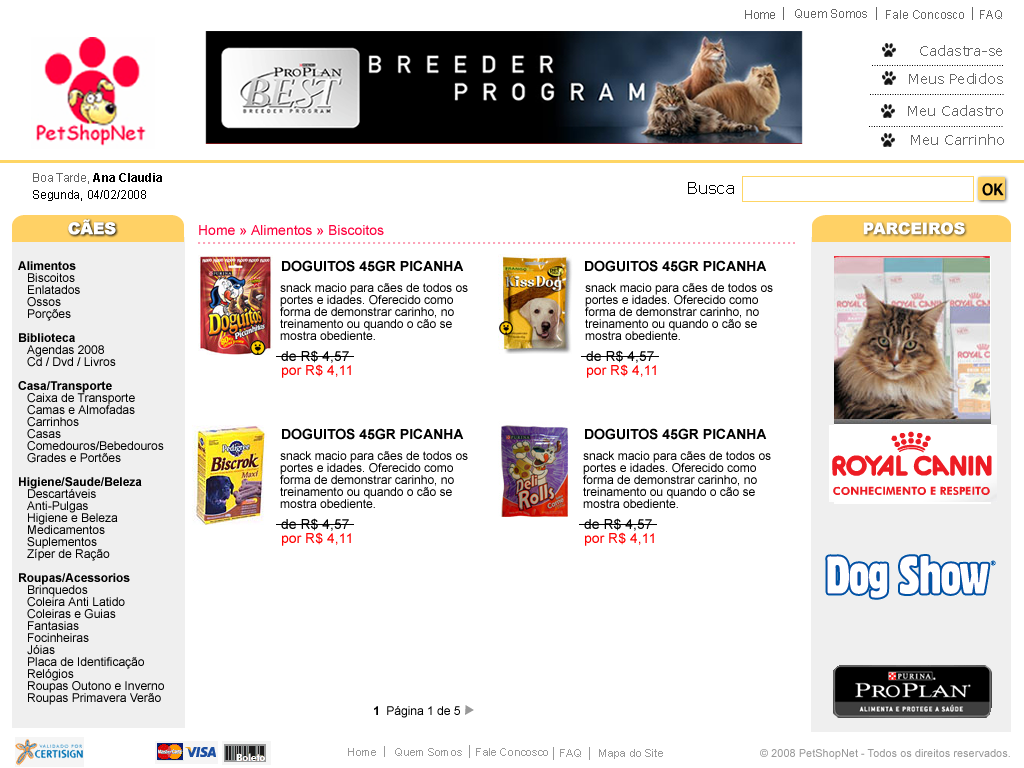 Home | Quem Somos | Fale Concosco | FAQ
PetShopNet
PRO PLAN
BEST
BREEDER PROGRAM
BREEDER
PROGRAM
Cadastra-se
Meus Pedidos
Meu Cadastro
Meu Carrinho
Boa Tarde, Ana Claudia
Segunda, 04/02/2008
Busca
OK
CÃES
Alimentos
Biscoitos
Enlatados
Ossos
Porções
Biblioteca
Agendas 2008
Cd / Dvd / Livros
Casa/Transporte
Caixa de Transporte
Camas e Almofadas
Carrinhos
Casas
Comedouros/Bebedouros
Grades e Portões
Higiene/Saude/Beleza
Descartáveis
Anti-Pulgas
Higiene e Beleza
Medicamentos
Suplementos
Zíper de Ração
Roupas/Acessorios
Brinquedos
Coleira Anti Latido
Coleiras e Guias
Fantasias
Focinheiras
Jóias
Placa de Identificação
Relógios
Roupas Outono e Inverno
Roupas Primavera Verão
Home » Alimentos » Biscoitos
Doguitos
Picanhitos
DOGUITOS 45GR PICANHA
snack macio para cães de todos os
portes e idades. Oferecido como
forma de demonstrar carinho, no
treinamento ou quando o cão se
mostra obediente.
de R$ 4,57
por R$ 4,11
KissDog
DOGUITOS 45GR PICANHA
snack macio para cães de todos os
portes e idades. Oferecido como
forma de demonstrar carinho, no
treinamento ou quando o cão se
mostra obediente.
de R$ 4,57
por R$ 4,11
Pedigree
Biscrok
Maxi
DOGUITOS 45GR PICANHA
snack macio para cães de todos os
portes e idades. Oferecido como
forma de demonstrar carinho, no
treinamento ou quando o cão se
mostra obediente.
de R$ 4,57
por R$ 4,11
Deli
Rolls
DOGUITOS 45GR PICANHA
snack macio para cães de todos os
portes e idades. Oferecido como
forma de demonstrar carinho, no
treinamento ou quando o cão se
mostra obediente.
de R$ 4,57
por R$ 4,11
1 Página 1 de 5
PARCEIROS
ROYAL CANIN
CONHECIMENTO E RESPEITO
Dog Show
PURINA
PRO PLAN
ALIMENTA E PROTEGE A SAÚDE
VALIDADO POR
CERTISIGN
MasterCard VISA Boleto
Home | Quem Somos | Fale Concosco | FAQ | Mapa do Site
© 2008 PetShopNet - Todos os direitos reservados.